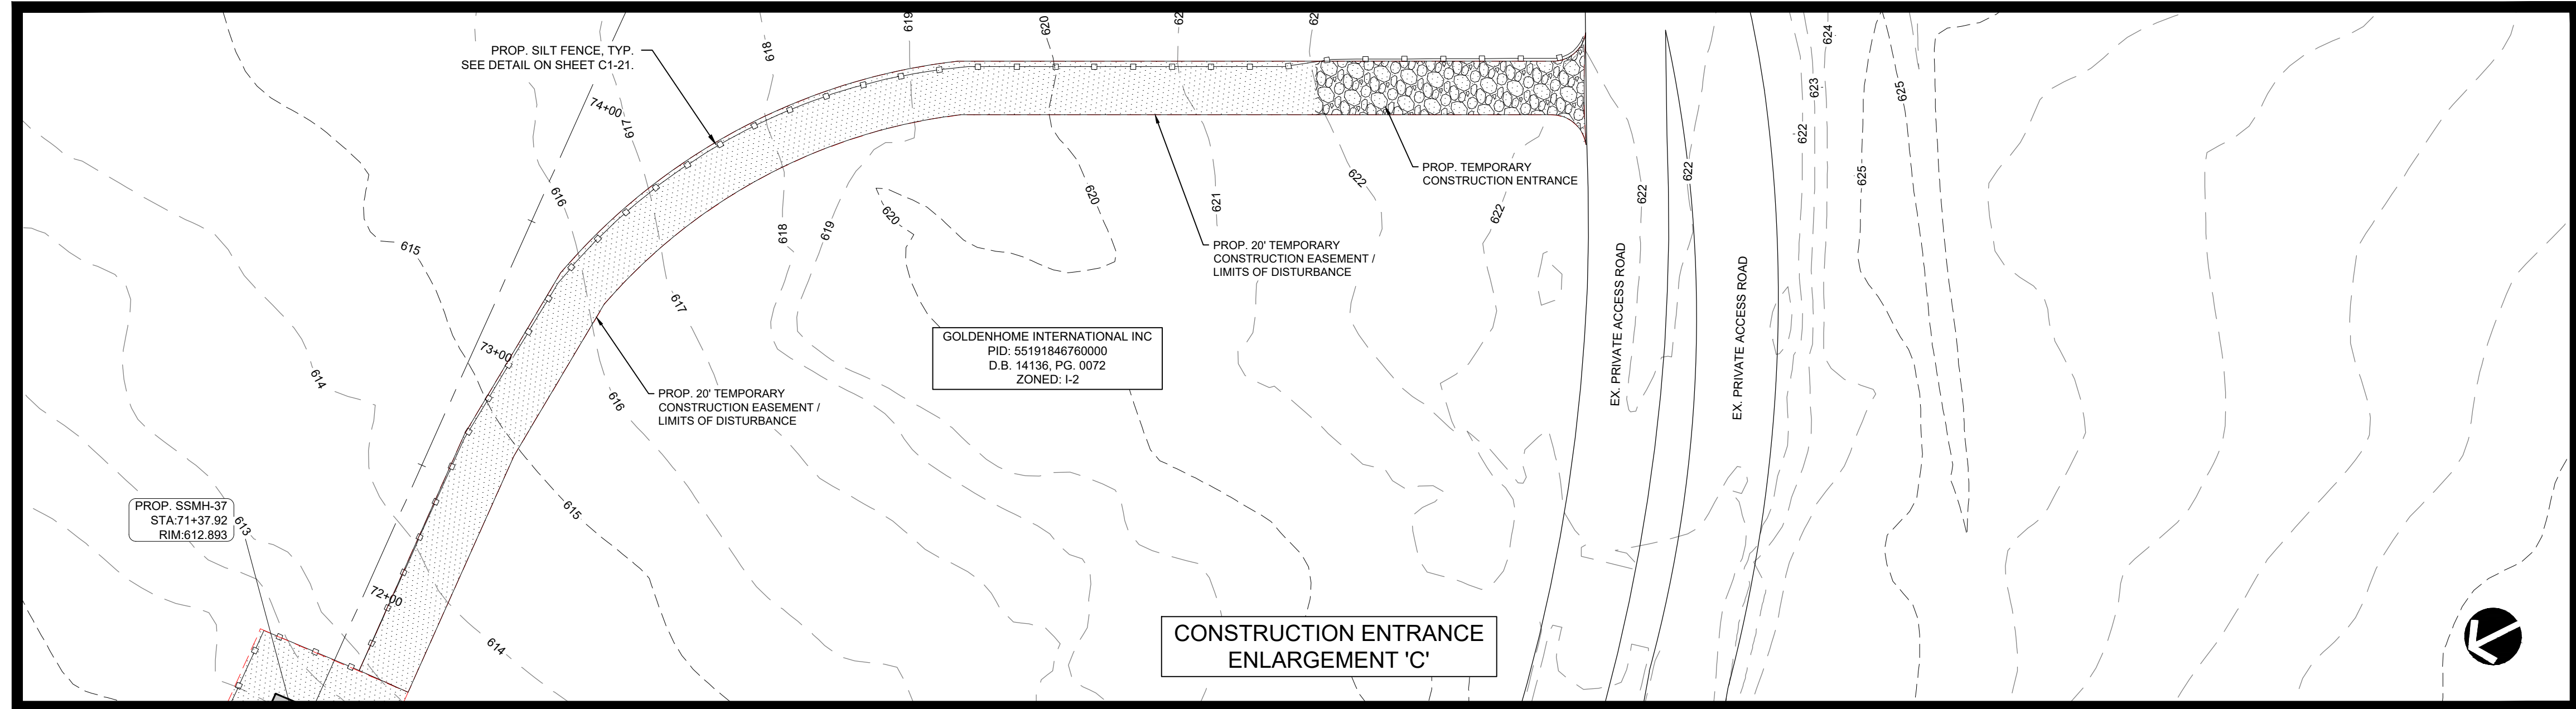 619
620
618
624
623
622
625
625
PROP. SILT FENCE, TYP.
SEE DETAIL ON SHEET C1-21.
74+00
617
616
615
614
73+00
618
619
620
620
621
622
622
622
622
617
616
PROP. TEMPORARY
CONSTRUCTION ENTRANCE
PROP. 20' TEMPORARY
CONSTRUCTION EASEMENT /
LIMITS OF DISTURBANCE
EX. PRIVATE ACCESS ROAD
EX. PRIVATE ACCESS ROAD
GOLDENHOME INTERNATIONAL INC
PID: 55191846760000
D.B. 14136, PG. 0072
ZONED: I-2
PROP. 20' TEMPORARY
CONSTRUCTION EASEMENT /
LIMITS OF DISTURBANCE
PROP. SSMH-37
STA:71+37.92
RIM:612.893
613
615
72+00
614
CONSTRUCTION ENTRANCE
ENLARGEMENT 'C'